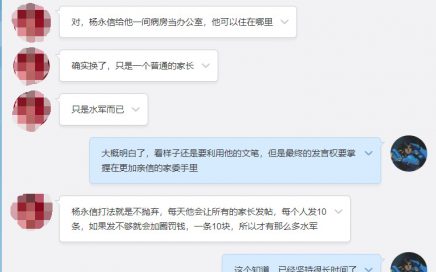 对，杨永信给他一间病房当办公室，他可以住在哪里
确实换了，只是一个普通的家长
只是水军而已
大概明白了，看样子还是要利用他的文笔，但是最终的发言权要掌
握在更加亲信的家委手里
杨永信打法就是不抛弃，每天他会让所有的家长发帖，每个人发10
条，如果发不够就会加圈罚钱，一条10块，所以才有那么多水军
这个知道，已经坚持很长时间了